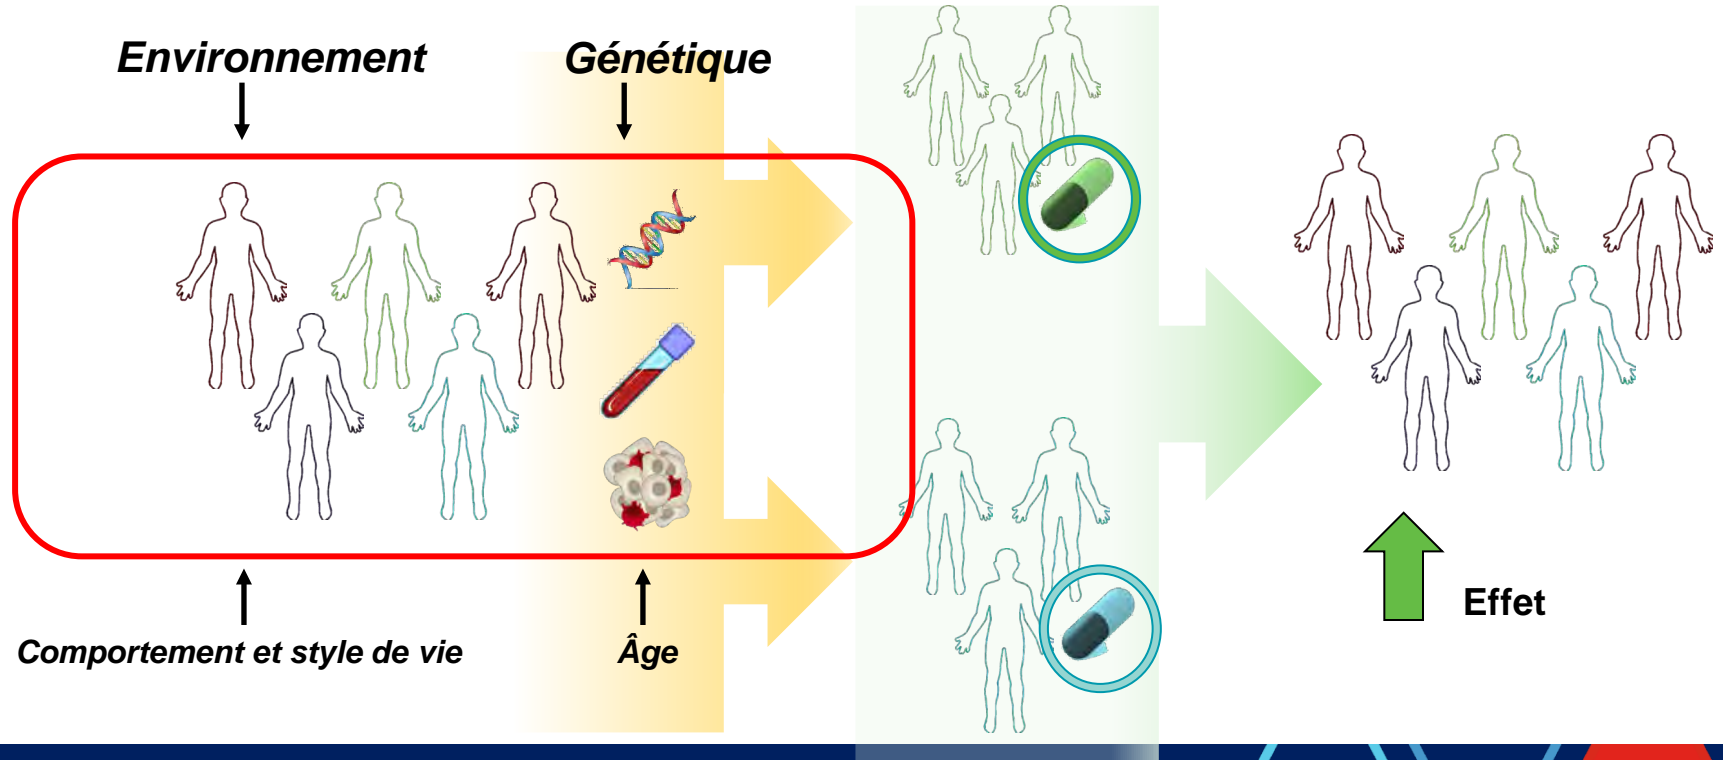 Environnement
Génétique
Effet
Comportement et style de vie
Âge